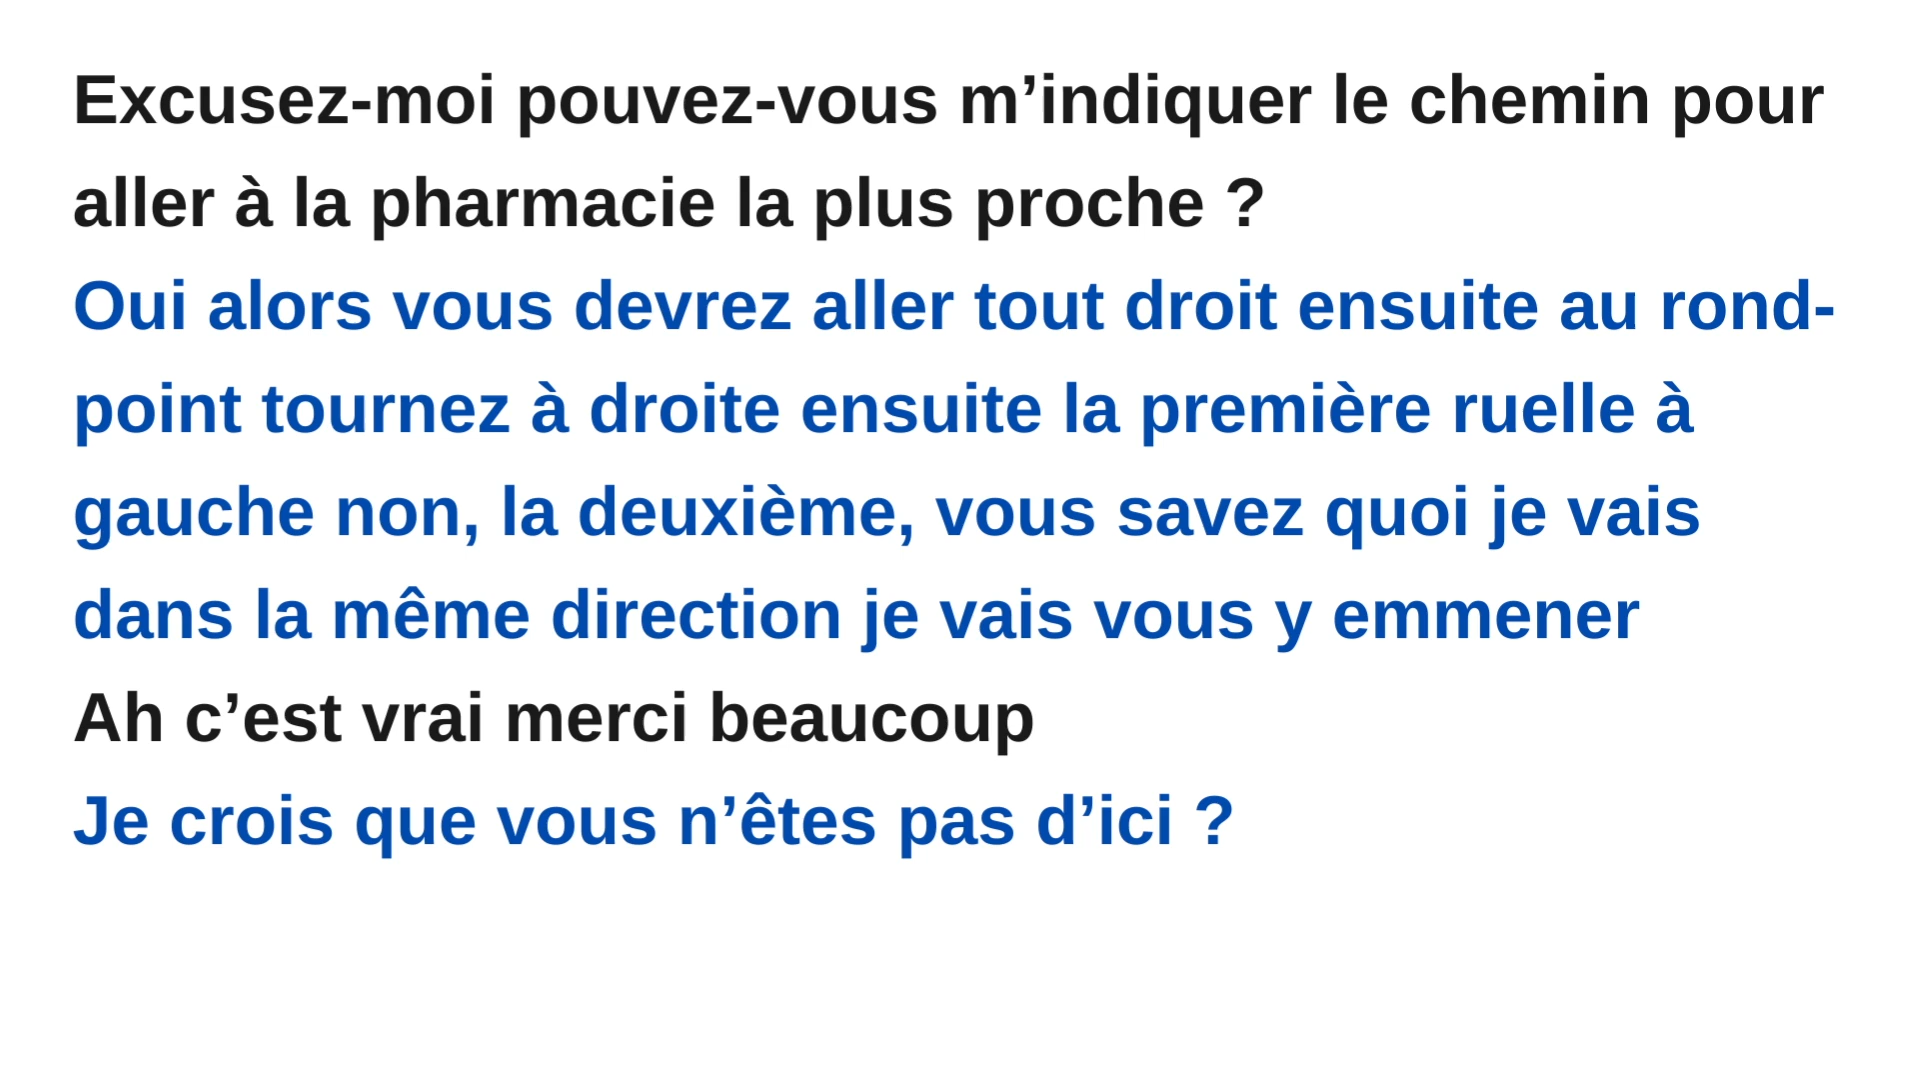 Excusez-moi pouvez-vous m’indiquer le chemin pour
aller à la pharmacie la plus proche ?
Oui alors vous devrez aller tout droit ensuite au rond-
point tournez à droite ensuite la première ruelle à
gauche non, la deuxième, vous savez quoi je vais
dans la même direction je vais vous y emmener
Ah c’est vrai merci beaucoup
Je crois que vous n’êtes pas d’ici ?